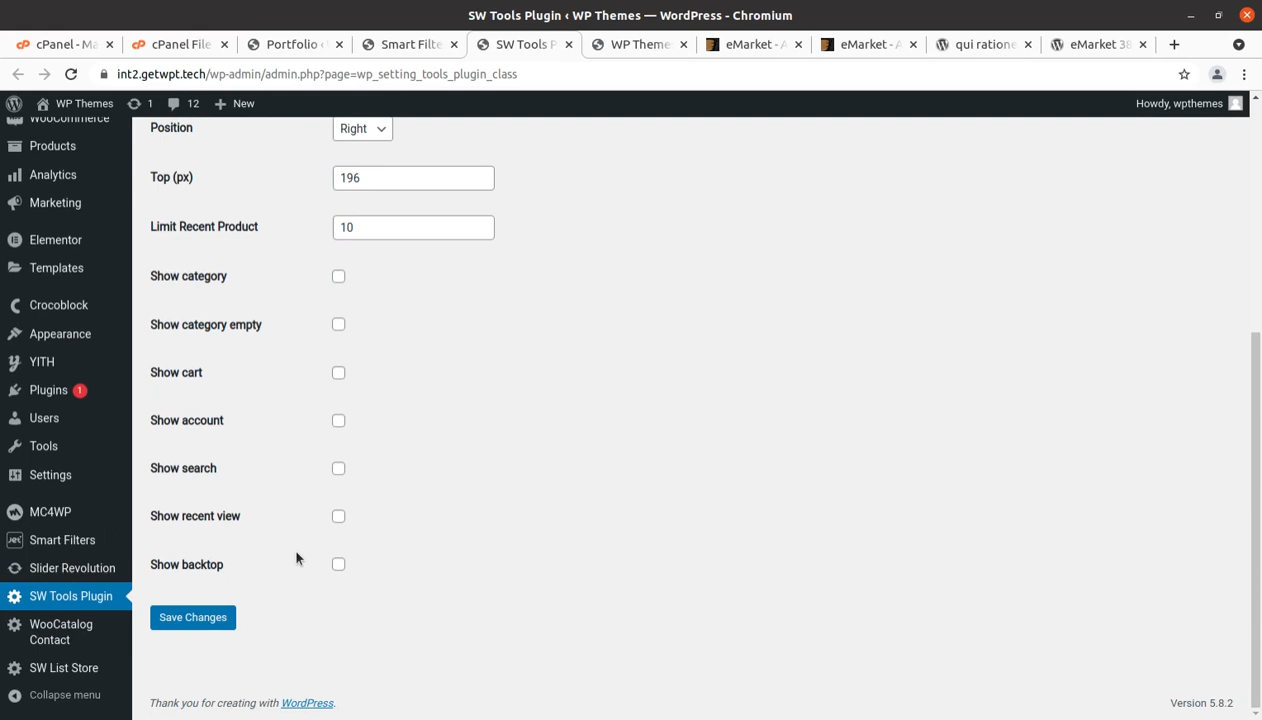 SW Tools Plugin ‹ WP Themes — WordPress - Chromium
cPanel - Ma
cPanel File
Portfolio ‹
Smart Filte
SW Tools P
WP Theme
eMarket - A
eMarket - A
qui ratione
eMarket 38
int2.getwpt.tech/wp-admin/admin.php?page=wp_setting_tools_plugin_class
WP Themes
1
12
New
Howdy, wpthemes
WooCommerce
Products
Analytics
Marketing
Elementor
Templates
Crocoblock
Appearance
YITH
Plugins 1
Users
Tools
Settings
MC4WP
JET Smart Filters
Slider Revolution
SW Tools Plugin
WooCatalog
Contact
SW List Store
Collapse menu
Position
Right
Top (px)
196
Limit Recent Product
10
Show category
Show category empty
Show cart
Show account
Show search
Show recent view
Show backtop
Save Changes
Thank you for creating with WordPress.
Version 5.8.2